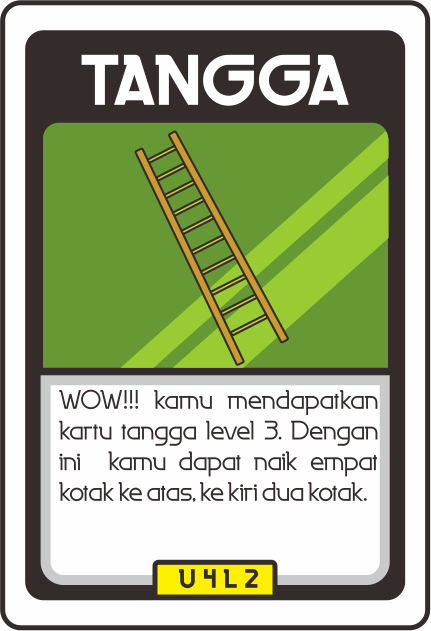 TANGGA
WOW!!! kamu mendapatkan
kartu tangga level 3. Dengan
ini kamu dapat naik empat
kotak ke atas, ke kiri dua kotak.
U4L2